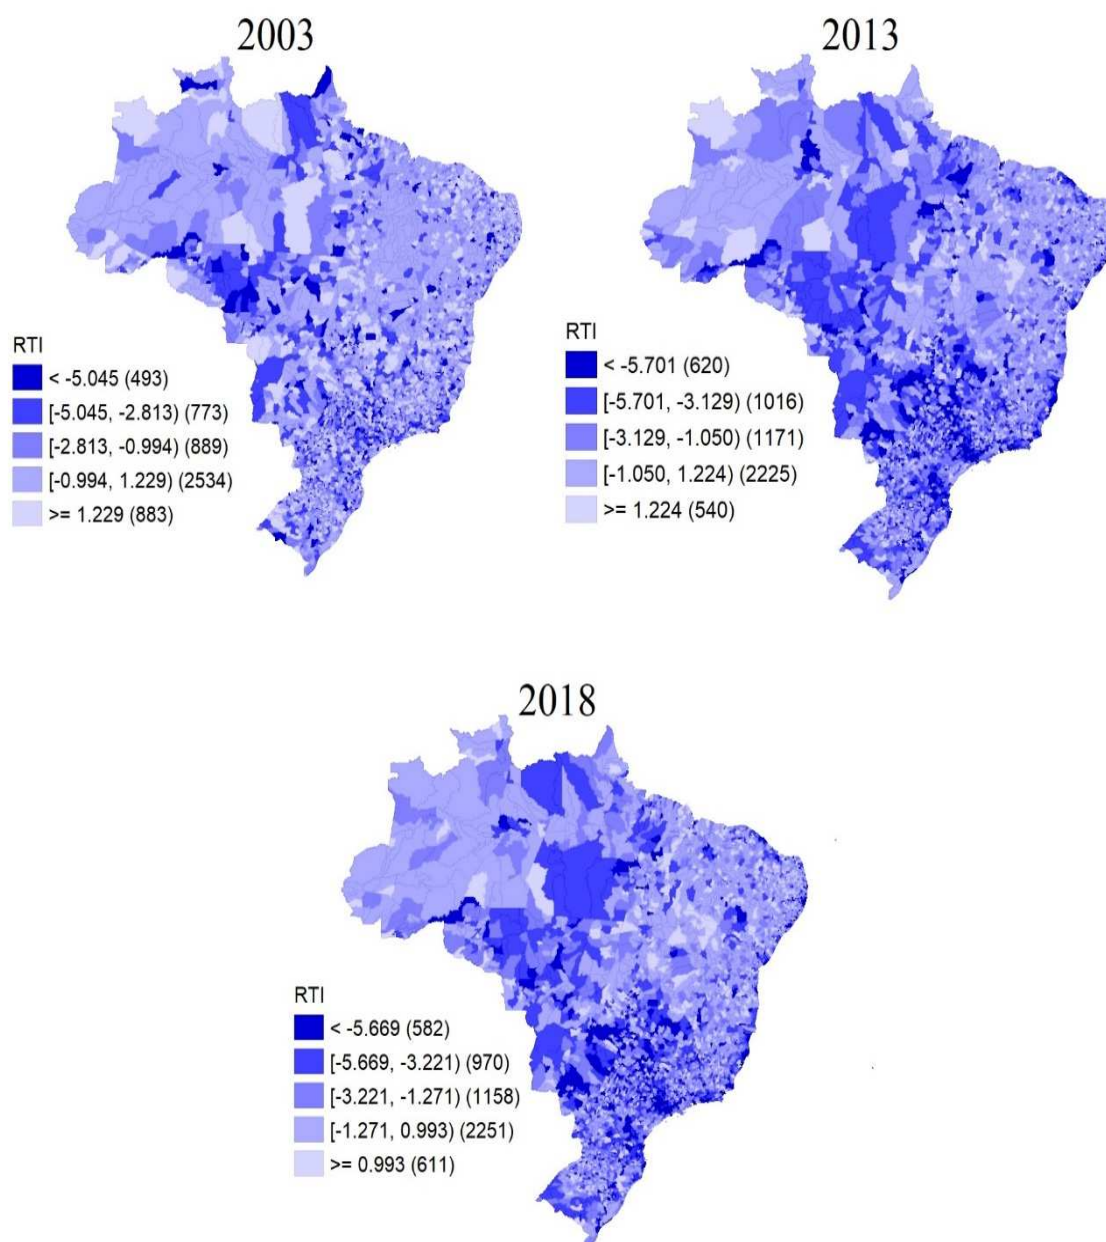 2003
RTI
< -5.045 (493)
[-5.045, -2.813) (773)
[-2.813, -0.994) (889)
[-0.994, 1.229) (2534)
>= 1.229 (883)
2013
RTI
< -5.701 (620)
[-5.701, -3.129) (1016)
[-3.129, -1.050) (1171)
[-1.050, 1.224) (2225)
>= 1.224 (540)
2018
RTI
< -5.669 (582)
[-5.669, -3.221) (970)
[-3.221, -1.271) (1158)
[-1.271, 0.993) (2251)
>= 0.993 (611)